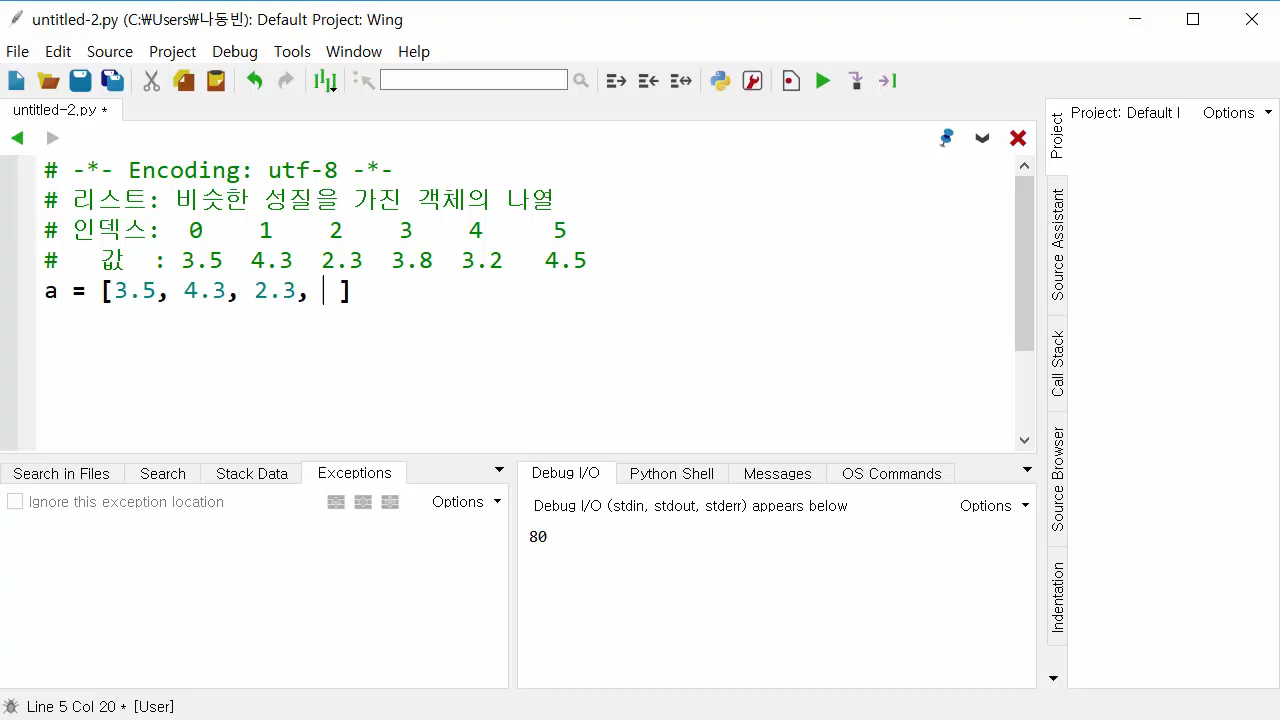 untitled-2.py (C:₩Users₩나동빈): Default Project: Wing
File Edit Source Project Debug Tools Window Help
untitled-2.py *
Project: Default I Options
# -*- Encoding: utf-8 -*-
# 리스트: 비슷한 성질을 가진 객체의 나열
# 인덱스: 0 1 2 3 4 5
# 값 : 3.5 4.3 2.3 3.8 3.2 4.5
a = [3.5, 4.3, 2.3, ]
Project
Source Assistant
Call Stack
Source Browser
Indentation
Search in Files Search Stack Data Exceptions
Ignore this exception location Options
Debug I/O Python Shell Messages OS Commands
Debug I/O (stdin, stdout, stderr) appears below Options
80
Line 5 Col 20 * [User]